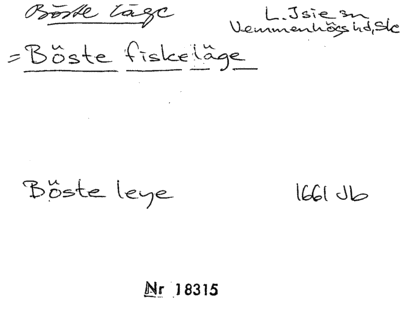 Böste läge
L. Isie sn
Vemmenhögs hd, Sk
= Böste fiskeläge
Böste leye 1661 Jb
Nr 18315